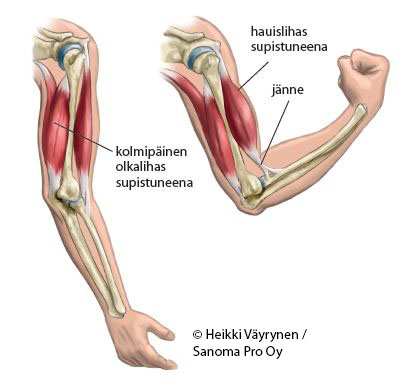 hauislihas
supistuneena
jänne
kolmipäinen
olkalihas
supistuneena
© Heikki Väyrynen /
Sanoma Pro Oy